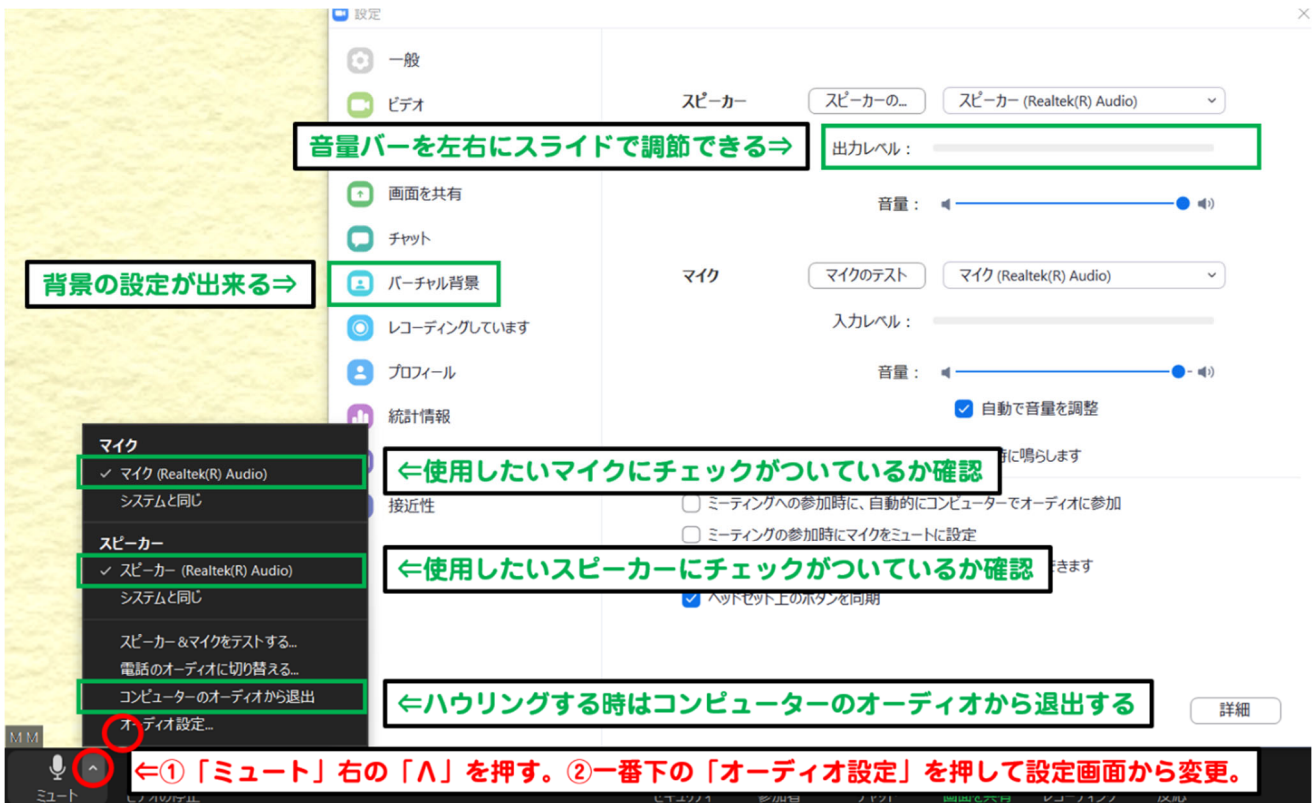 設定
一般
ビデオ
スピーカー
スピーカーの...
スピーカー (Realtek(R) Audio)
音量バーを左右にスライドで調節できる⇒
出力レベル：
画面を共有
音量：
チャット
背景の設定が出来る⇒
バーチャル背景
マイク
マイクのテスト
マイク (Realtek(R) Audio)
レコーディングしています
入力レベル：
プロフィール
音量：
統計情報
自動で音量を調整
マイク
✓ マイク (Realtek(R) Audio)
⇐使用したいマイクにチェックがついているか確認
に鳴らします
システムと同じ
接近性
ミーティングへの参加時に、自動的にコンピューターでオーディオに参加
ミーティングの参加時にマイクをミュートに設定
スピーカー
✓ スピーカー (Realtek(R) Audio)
⇐使用したいスピーカーにチェックがついているか確認
きます
システムと同じ
ヘッドセット上のボタンを同期
スピーカー&マイクをテストする...
電話のオーディオに切り替える...
コンピューターのオーディオから退出
⇐ハウリングする時はコンピューターのオーディオから退出する
詳細
オーディオ設定...
MM
⇐①「ミュート」右の「Λ」を押す。②一番下の「オーディオ設定」を押して設定画面から変更。
ミュート